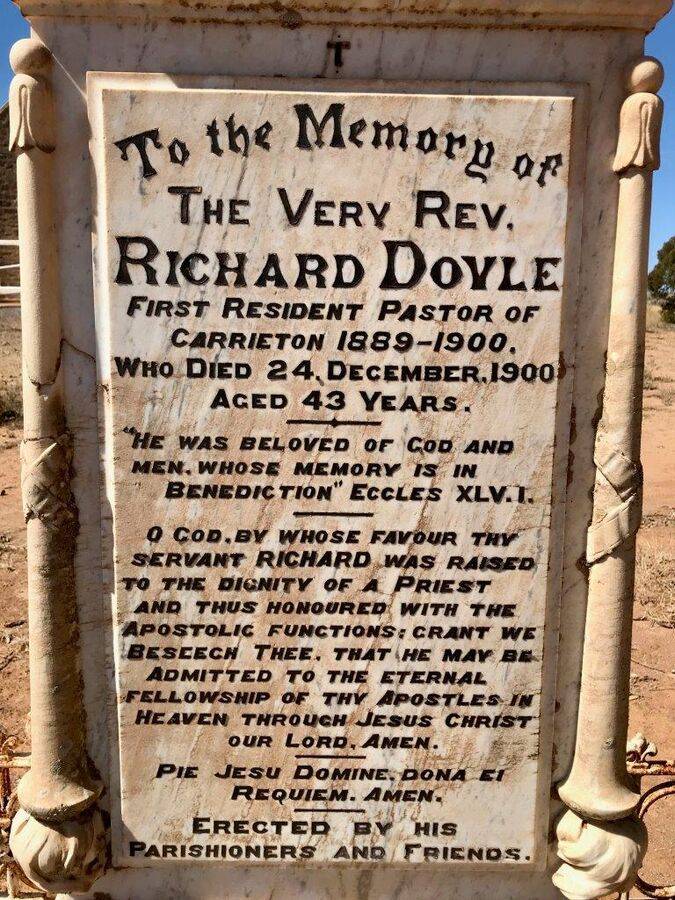 To the Memory of
THE VERY REV.
RICHARD DOYLE
FIRST RESIDENT PASTOR OF
CARRIETON 1889-1900.
WHO DIED 24. DECEMBER. 1900
AGED 43 YEARS.
"HE WAS BELOVED OF GOD AND
MEN. WHOSE MEMORY IS IN
BENEDICTION" ECCLES XLV. I.
O GOD. BY WHOSE FAVOUR THY
SERVANT RICHARD WAS RAISED
TO THE DIGNITY OF A PRIEST
AND THUS HONOURED WITH THE
APOSTOLIC FUNCTIONS: GRANT WE
BESEECH THEE. THAT HE MAY BE
ADMITTED TO THE ETERNAL
FELLOWSHIP OF THY APOSTLES IN
HEAVEN THROUGH JESUS CHRIST
OUR LORD. AMEN.
PIE JESU DOMINE. DONA EI
REQUIEM. AMEN.
ERECTED BY HIS
PARISHIONERS AND FRIENDS.